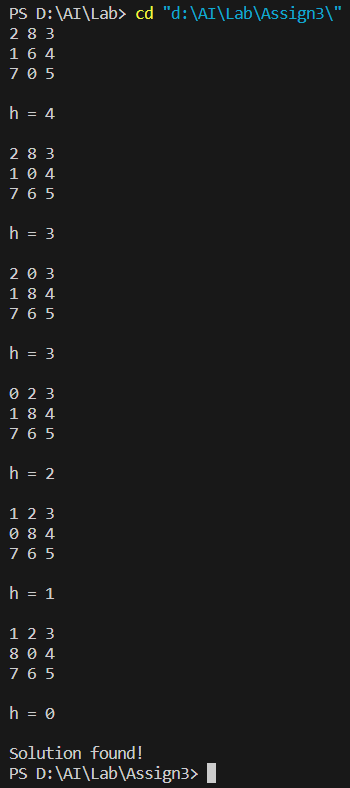 PS D:\AI\Lab> cd "d:\AI\Lab\Assign3\"
2 8 3
1 6 4
7 0 5
h = 4
2 8 3
1 0 4
7 6 5
h = 3
2 0 3
1 8 4
7 6 5
h = 3
0 2 3
1 8 4
7 6 5
h = 2
1 2 3
0 8 4
7 6 5
h = 1
1 2 3
8 0 4
7 6 5
h = 0
Solution found!
PS D:\AI\Lab\Assign3>